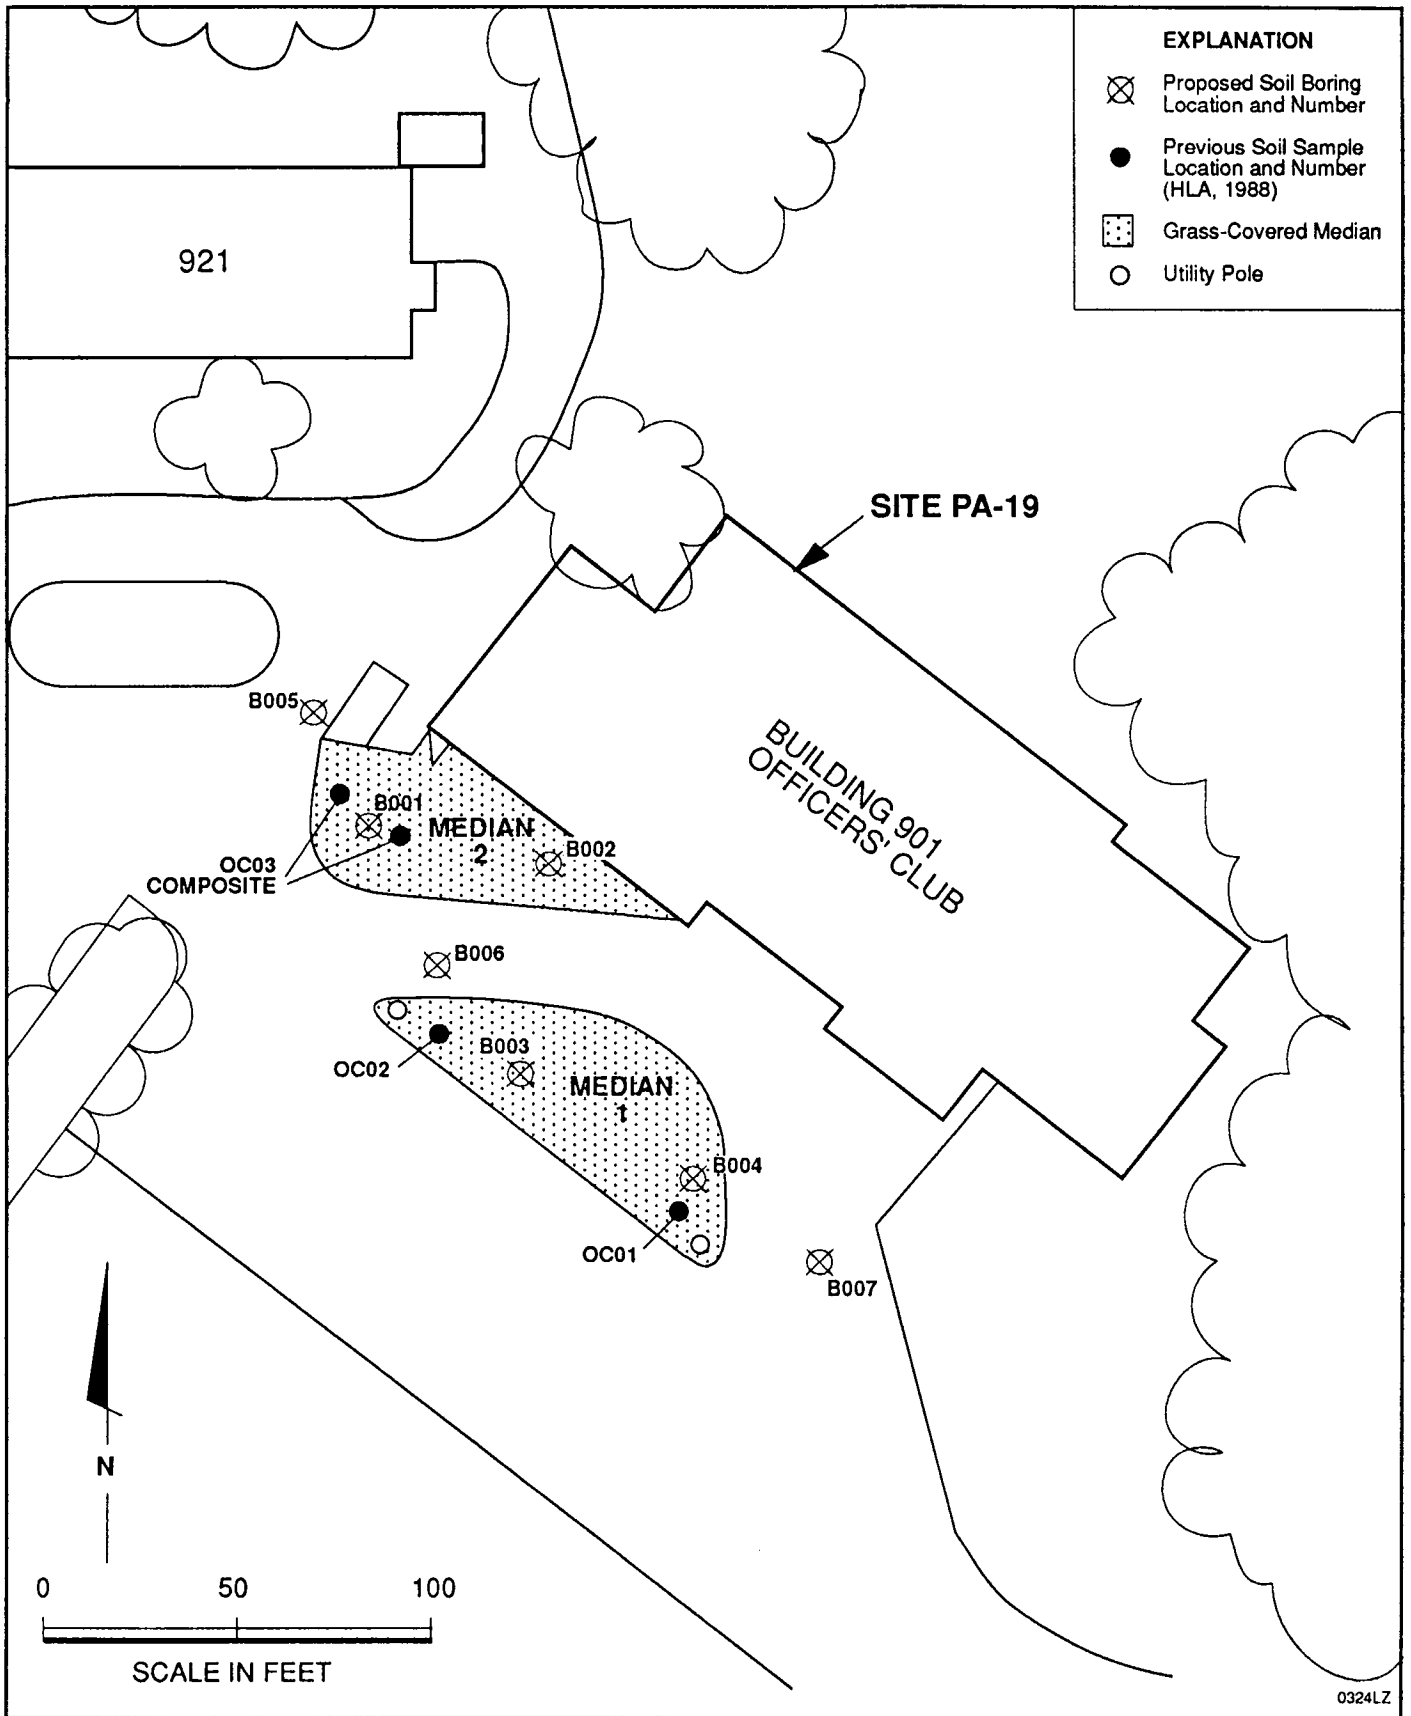 EXPLANATION
Proposed Soil Boring
Location and Number
Previous Soil Sample
Location and Number
(HLA, 1988)
Grass-Covered Median
Utility Pole
921
SITE PA-19
BUILDING 901
OFFICERS' CLUB
B005
B001
MEDIAN
2
B002
OC03
COMPOSITE
B006
B003
OC02
MEDIAN
1
B004
OC01
B007
N
0 50 100
SCALE IN FEET
0324LZ